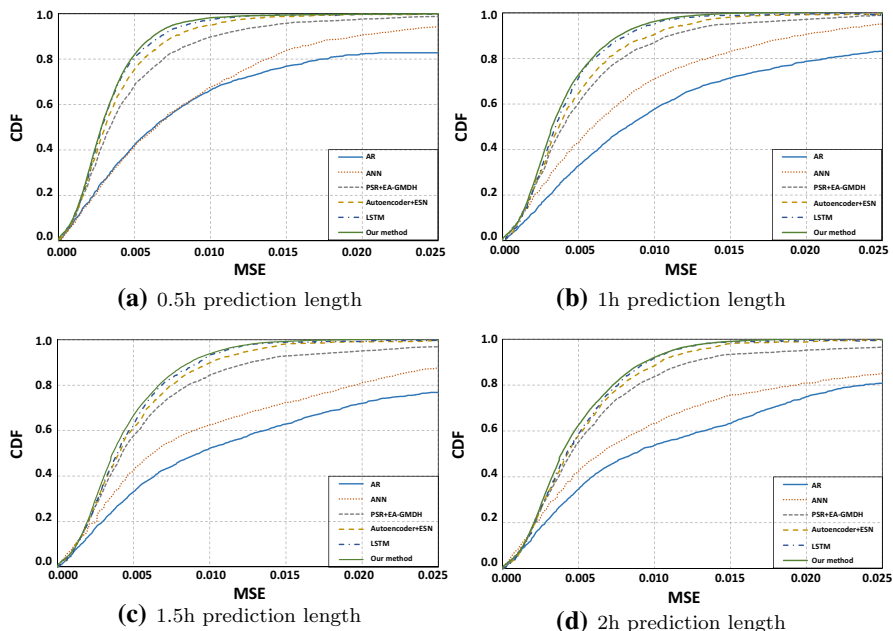 1.0
0.8
0.6
0.4
0.2
0.0
CDF
0.000 0.005 0.010 0.015 0.020 0.025
MSE
AR
ANN
PSR+EA-GMDH
Autoencoder+ESN
LSTM
Our method
(a) 0.5h prediction length
1.0
0.8
0.6
0.4
0.2
0.0
CDF
0.000 0.005 0.010 0.015 0.020 0.025
MSE
AR
ANN
PSR+EA-GMDH
Autoencoder+ESN
LSTM
Our method
(b) 1h prediction length
1.0
0.8
0.6
0.4
0.2
0.0
CDF
0.000 0.005 0.010 0.015 0.020 0.025
MSE
AR
ANN
PSR+EA-GMDH
Autoencoder+ESN
LSTM
Our method
(c) 1.5h prediction length
1.0
0.8
0.6
0.4
0.2
0.0
CDF
0.000 0.005 0.010 0.015 0.020 0.025
MSE
AR
ANN
PSR+EA-GMDH
Autoencoder+ESN
LSTM
Our method
(d) 2h prediction length